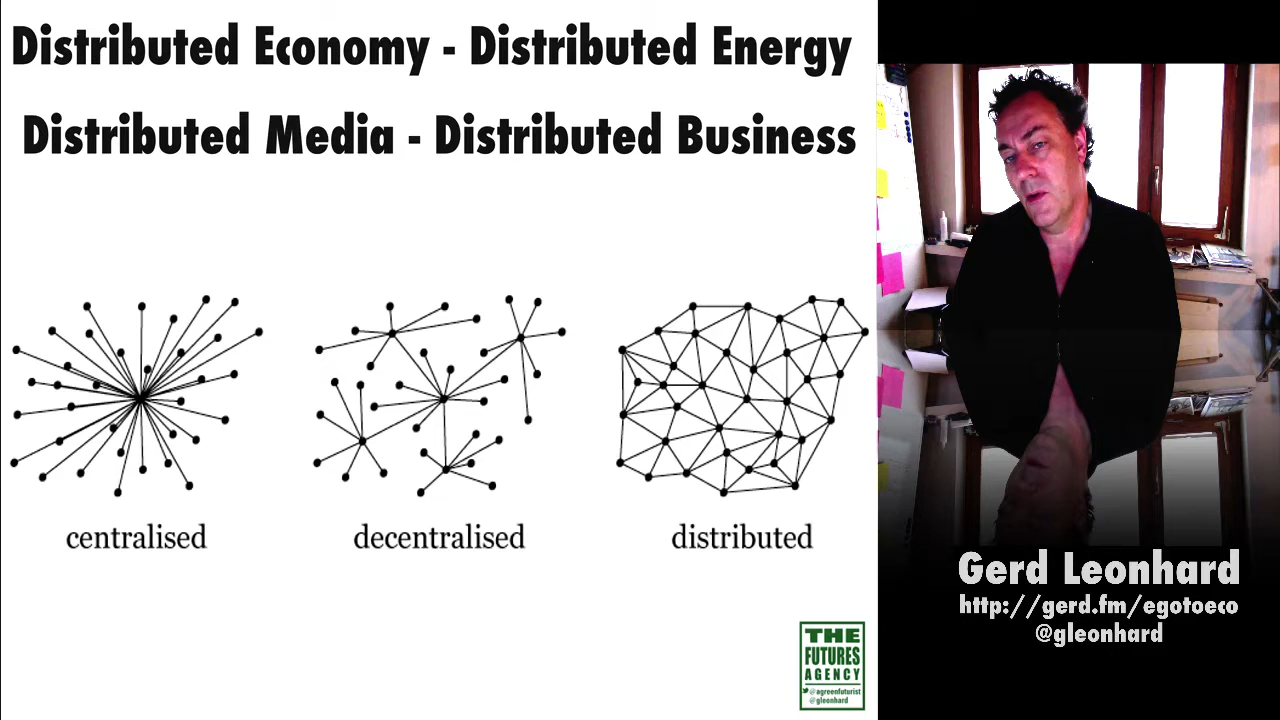 Distributed Economy - Distributed Energy
Distributed Media - Distributed Business
centralised
decentralised
distributed
THE
FUTURES
AGENCY
@agreenfuturist
@gleonhard
Gerd Leonhard
http://gerd.fm/egotoeco
@gleonhard